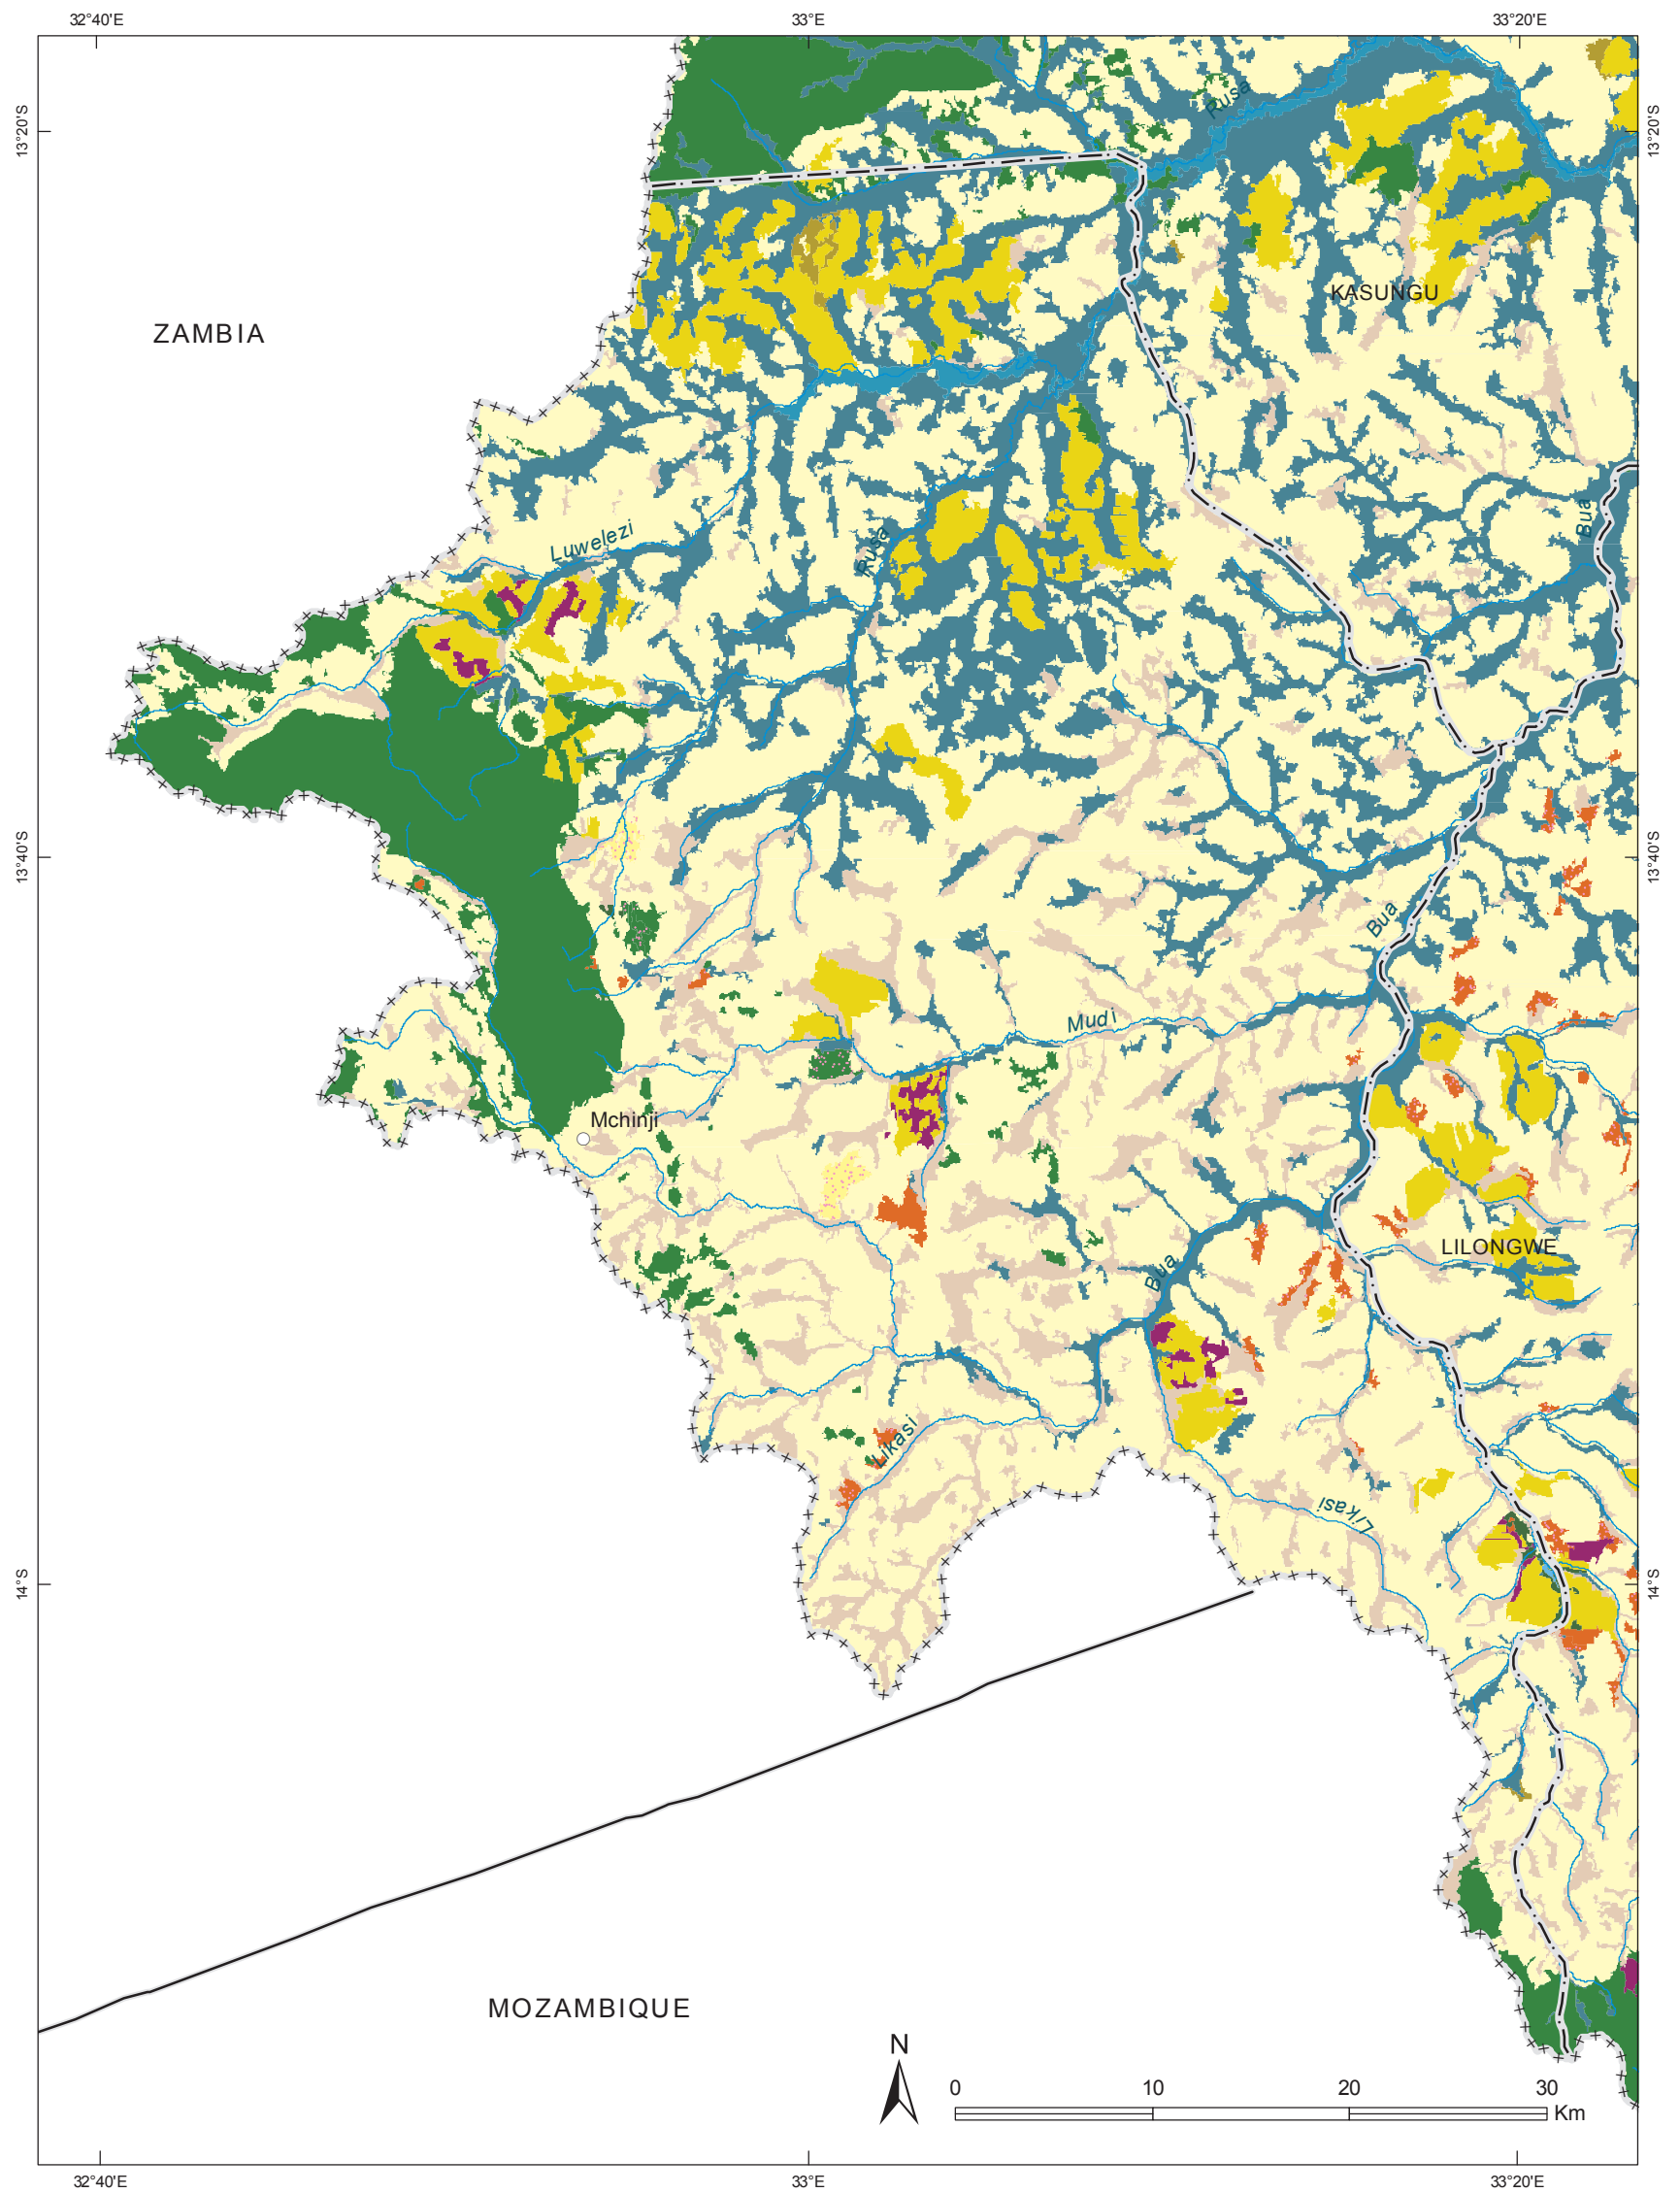 32°40'E
33°E
33°20'E
13°20'S
13°20'S
Rusa
KASUNGU
ZAMBIA
Bua
Luwelezi
Rusa
13°40'S
13°40'S
Bua
Mudi
Mchinji
LILONGWE
Bua
Likasi
Likasi
14°S
14°S
MOZAMBIQUE
N
0
10
20
30
Km
32°40'E
33°E
33°20'E